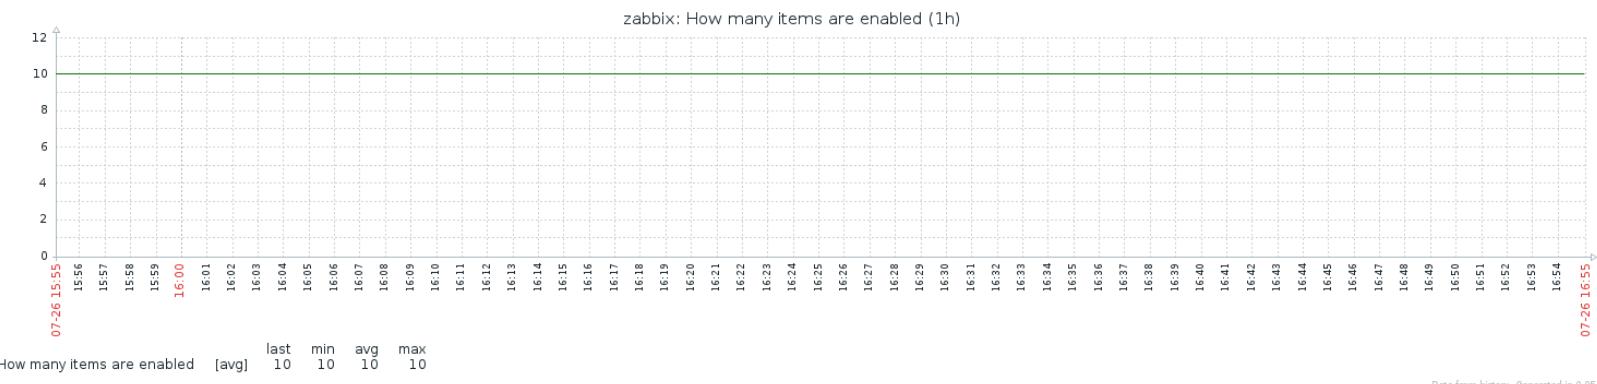 zabbix: How many items are enabled (1h)
12
10
8
6
4
2
0
07-26 15:55 15:56 15:57 15:58 15:59 16:00 16:01 16:02 16:03 16:04 16:05 16:06 16:07 16:08 16:09 16:10 16:11 16:12 16:13 16:14 16:15 16:16 16:17 16:18 16:19 16:20 16:21 16:22 16:23 16:24 16:25 16:26 16:27 16:28 16:29 16:30 16:31 16:32 16:33 16:34 16:35 16:36 16:37 16:38 16:39 16:40 16:41 16:42 16:43 16:44 16:45 16:46 16:47 16:48 16:49 16:50 16:51 16:52 16:53 16:54 07-26 16:55
last min avg max
How many items are enabled [avg] 10 10 10 10